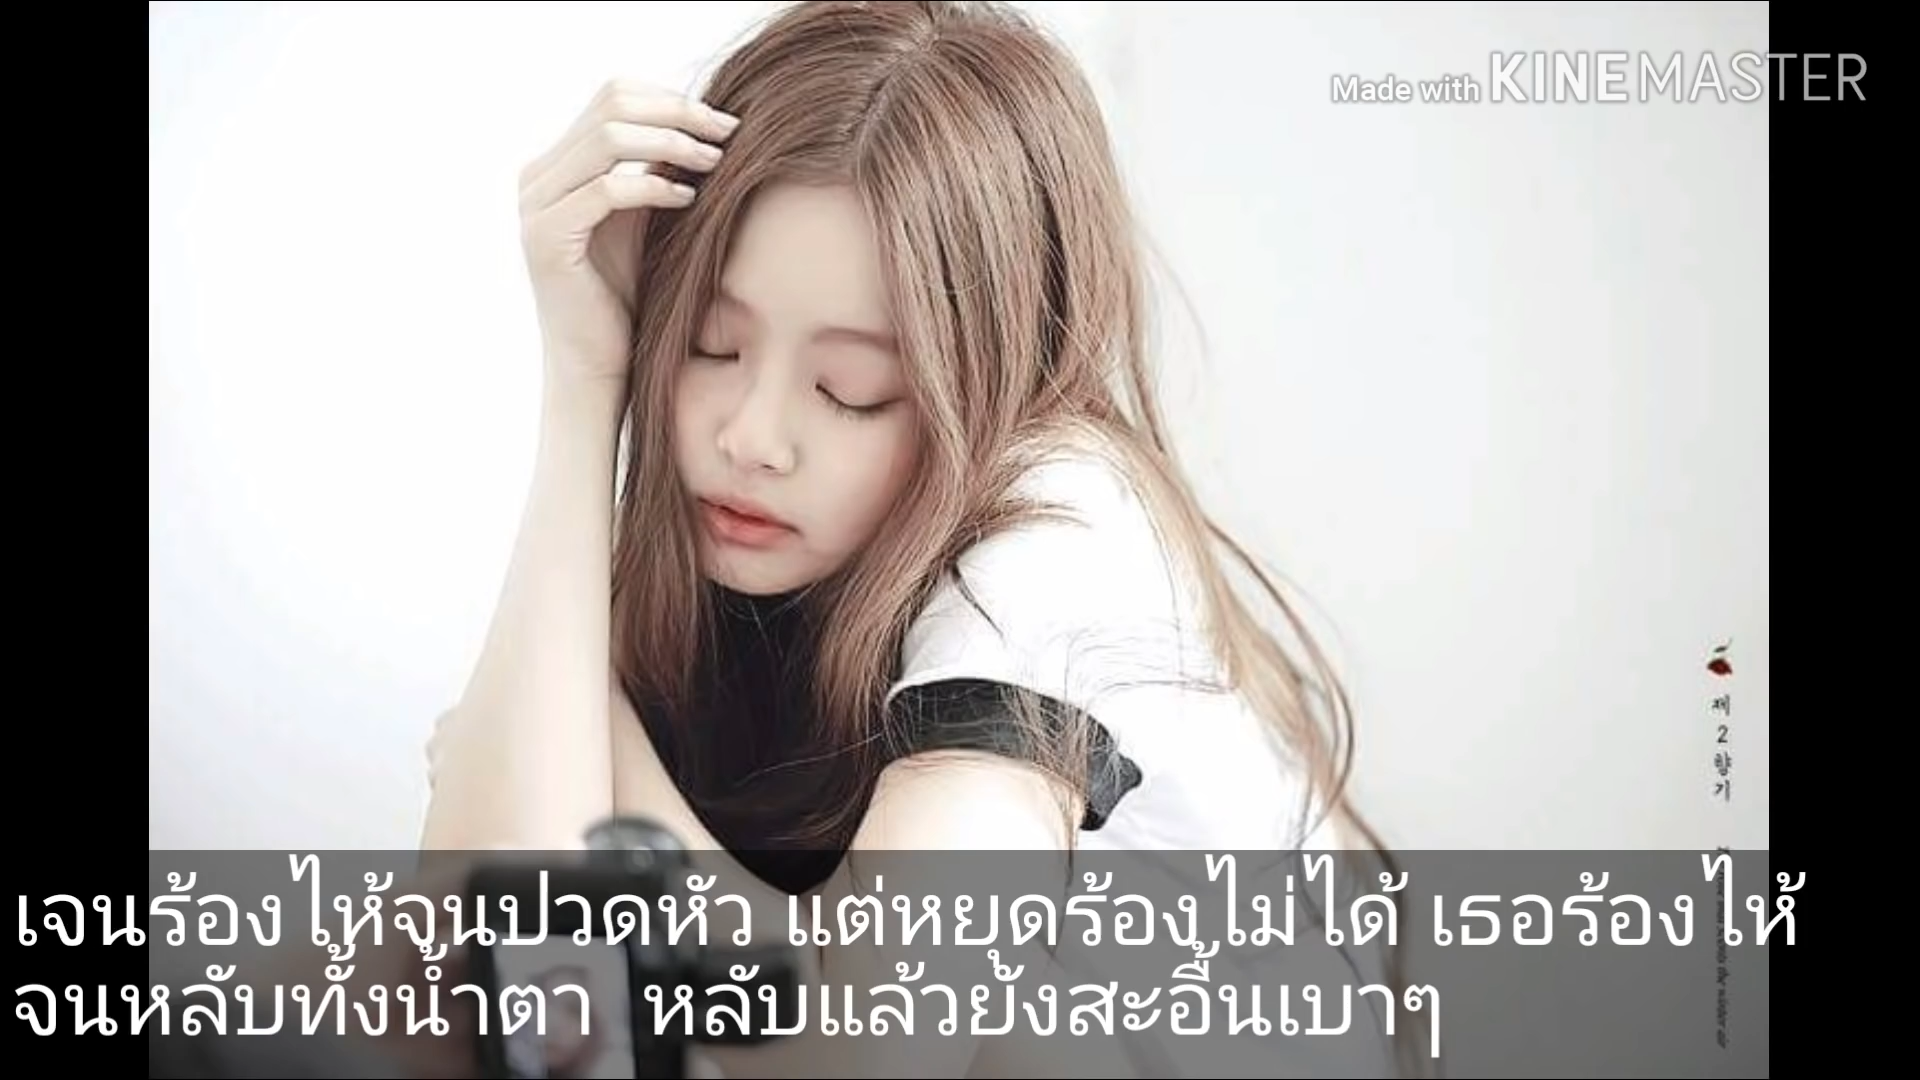 Made with KINEMASTER
제
2
학
기
เจนร้องไห้จนปวดหัว แต่หยุดร้องไม่ได้ เธอร้องไห้
จนหลับทั้งน้ำตา หลับแล้วยังสะอื้นเบาๆ